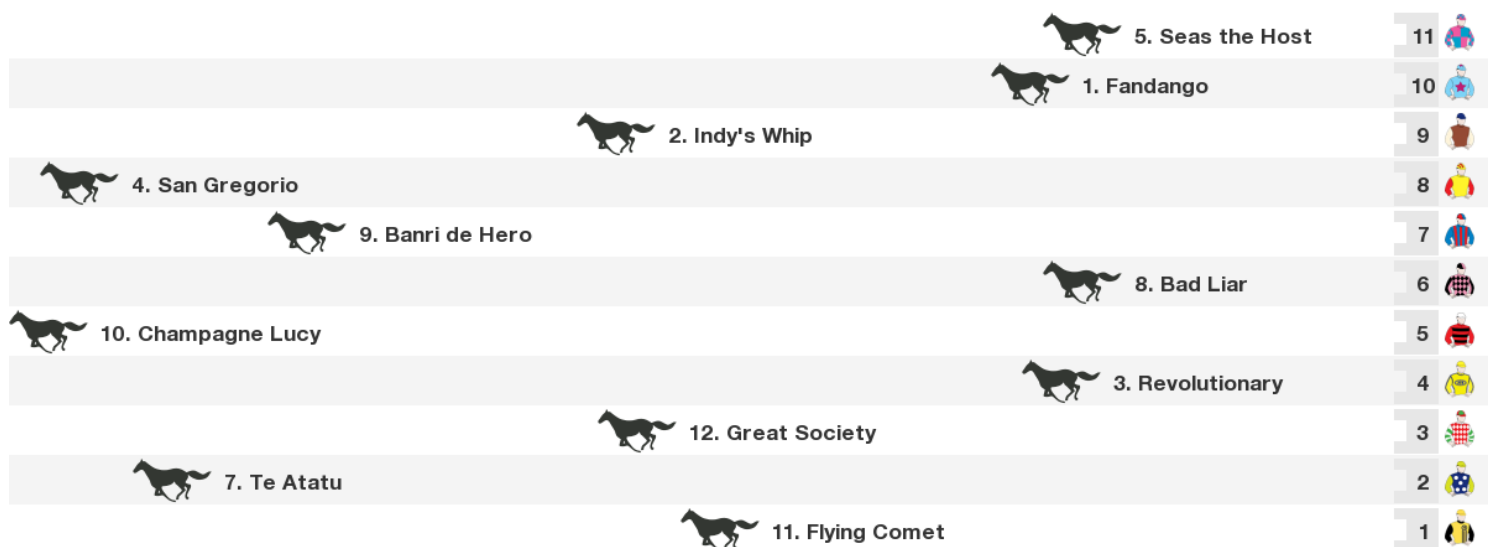 5. Seas the Host 11
1. Fandango 10
2. Indy's Whip 9
4. San Gregorio 8
9. Banri de Hero 7
8. Bad Liar 6
10. Champagne Lucy 5
3. Revolutionary 4
12. Great Society 3
7. Te Atatu 2
11. Flying Comet 1